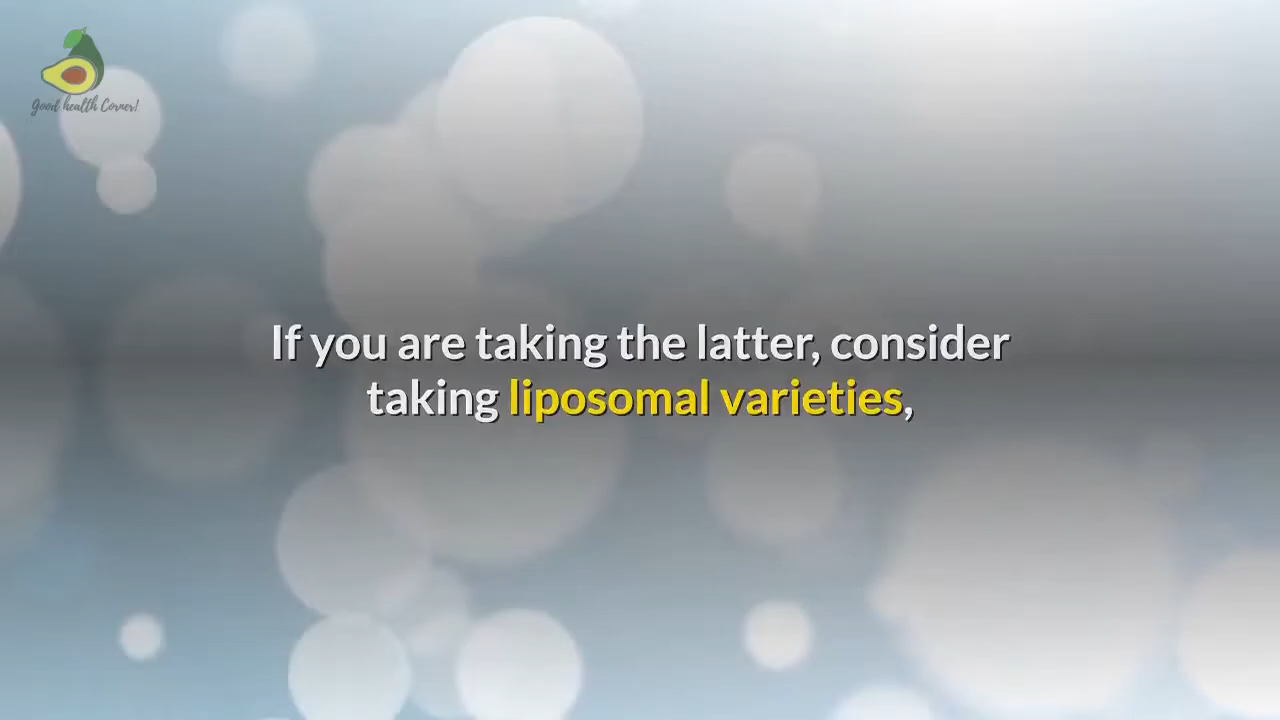 Good health Corner!
If you are taking the latter, consider
taking liposomal varieties,